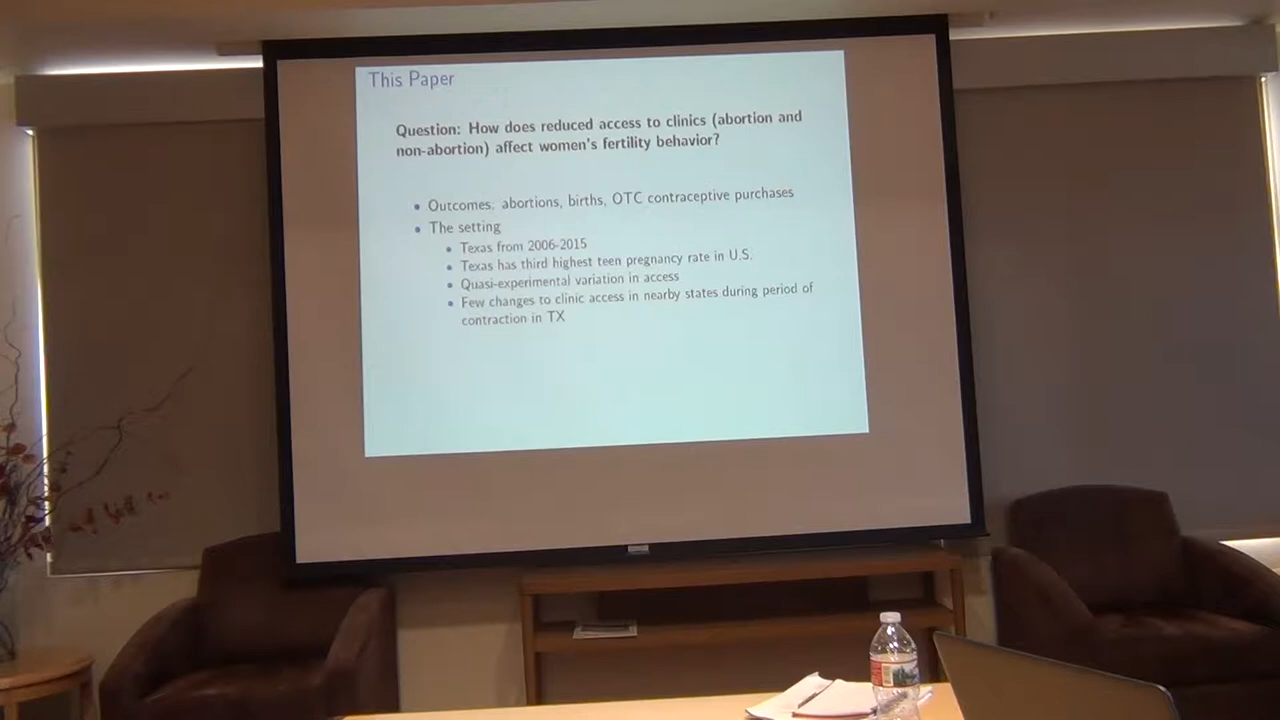 This Paper
Question: How does reduced access to clinics (abortion and
non-abortion) affect women's fertility behavior?
• Outcomes: abortions, births, OTC contraceptive purchases
• The setting
• Texas from 2006-2015
• Texas has third highest teen pregnancy rate in U.S.
• Quasi-experimental variation in access
• Few changes to clinic access in nearby states during period of
contraction in TX